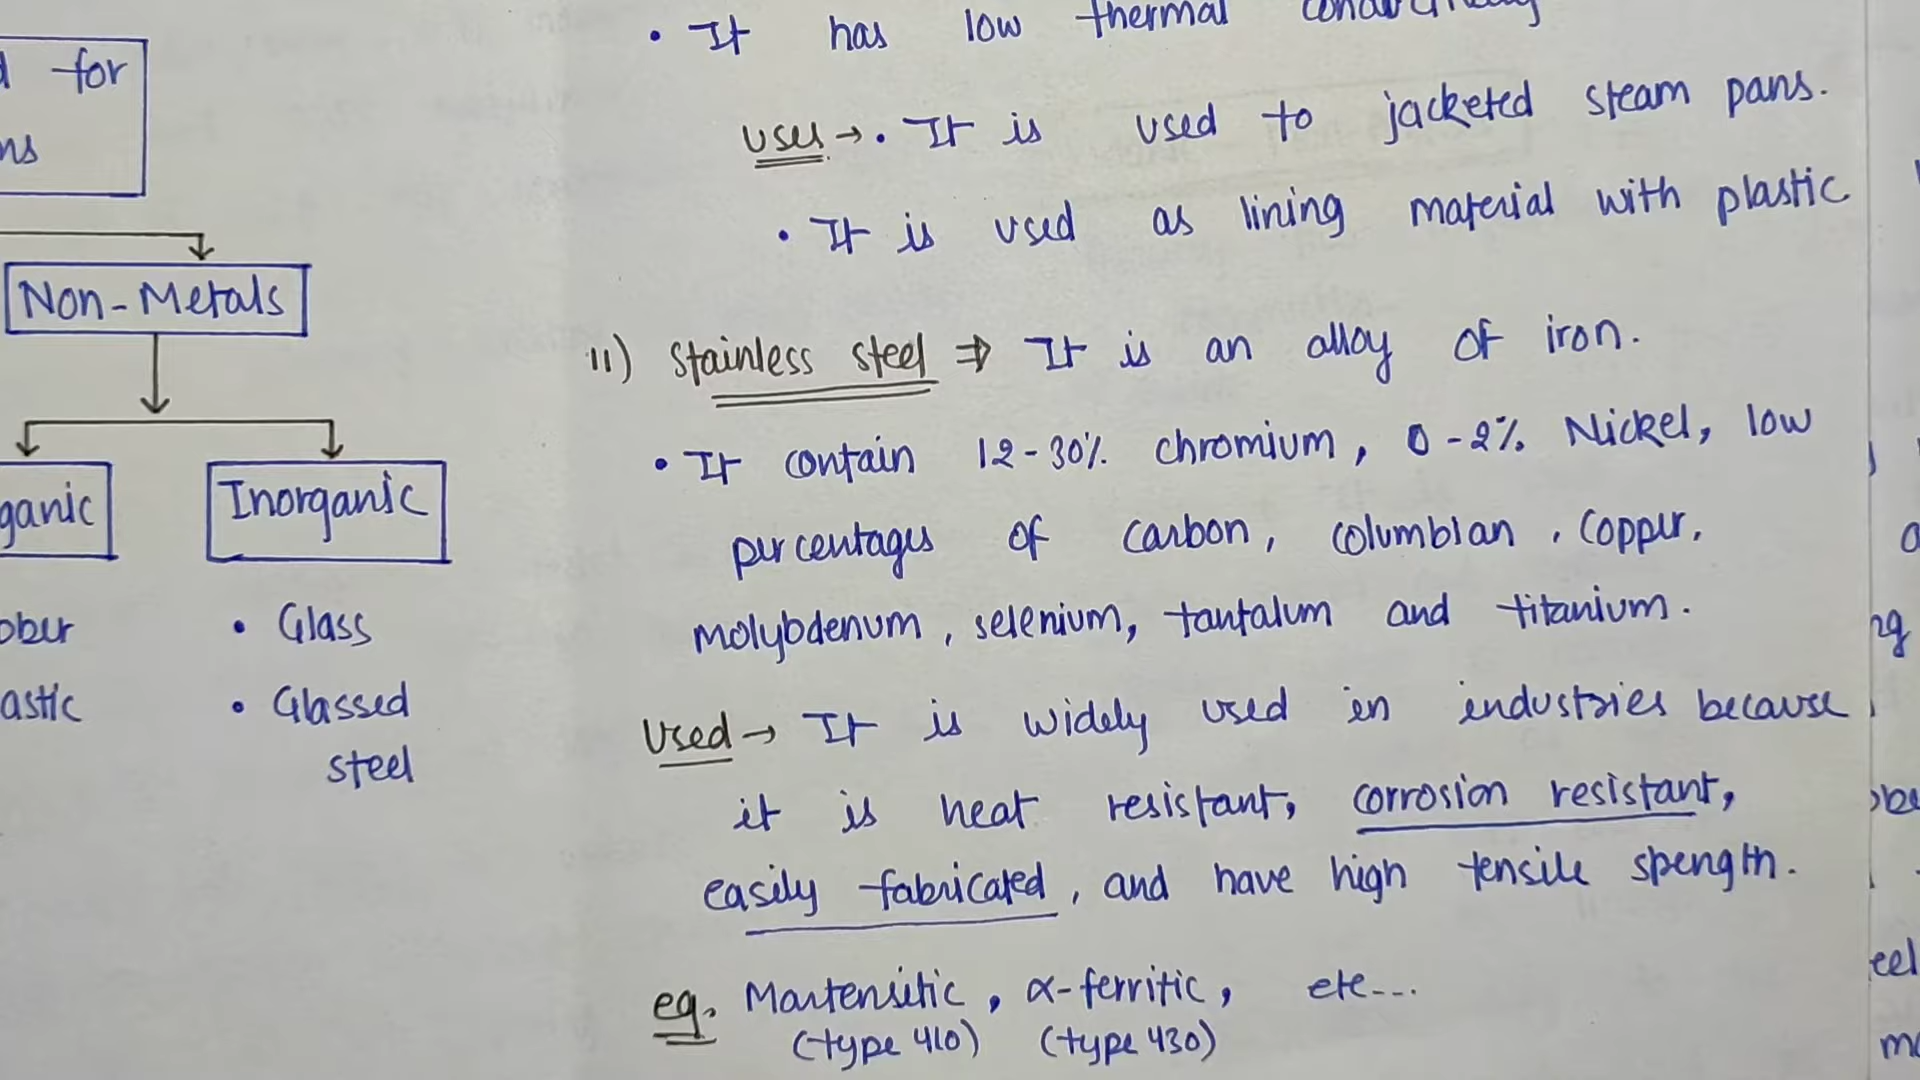 for
Non-Metals
Inorganic
• Glass
• Glassed
steel
• It has low thermal
uses → • It is used to jacketed steam pans.
• It is used as lining material with plastic
ii) stainless steel ⇒ It is an alloy of iron.
• It contain 12-30% chromium, 0-2% Nickel, low
percentages of carbon, columbian, copper,
molybdenum, selenium, tantalum and titanium.
Used → It is widely used in industries because
it is heat resistant, corrosion resistant,
easily fabricated, and have high tensile spength.
eg. Martensitic, α-ferritic, etc...
(type 410) (type 430)